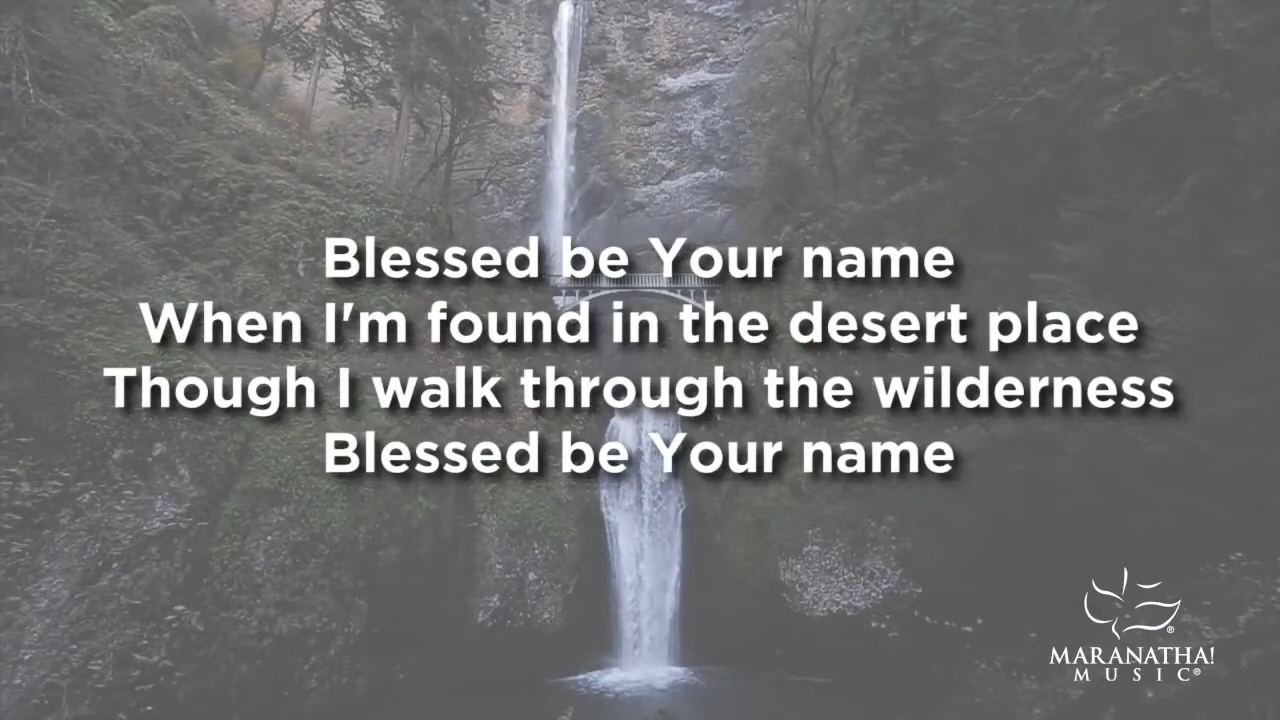 Blessed be Your name
When I'm found in the desert place
Though I walk through the wilderness
Blessed be Your name
MARANATHA!
MUSIC®